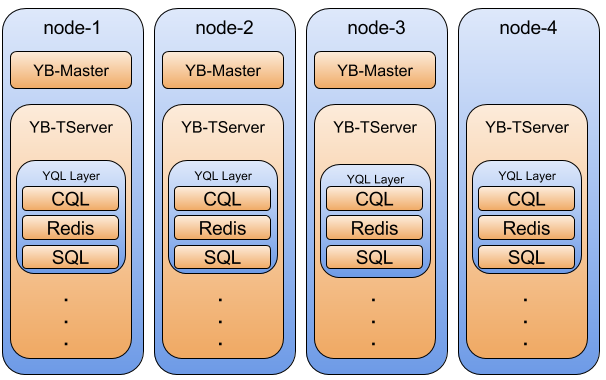 node-1
YB-Master
YB-TServer
YQL Layer
CQL
Redis
SQL
node-2
YB-Master
YB-TServer
YQL Layer
CQL
Redis
SQL
node-3
YB-Master
YB-TServer
YQL Layer
CQL
Redis
SQL
node-4
YB-TServer
YQL Layer
CQL
Redis
SQL